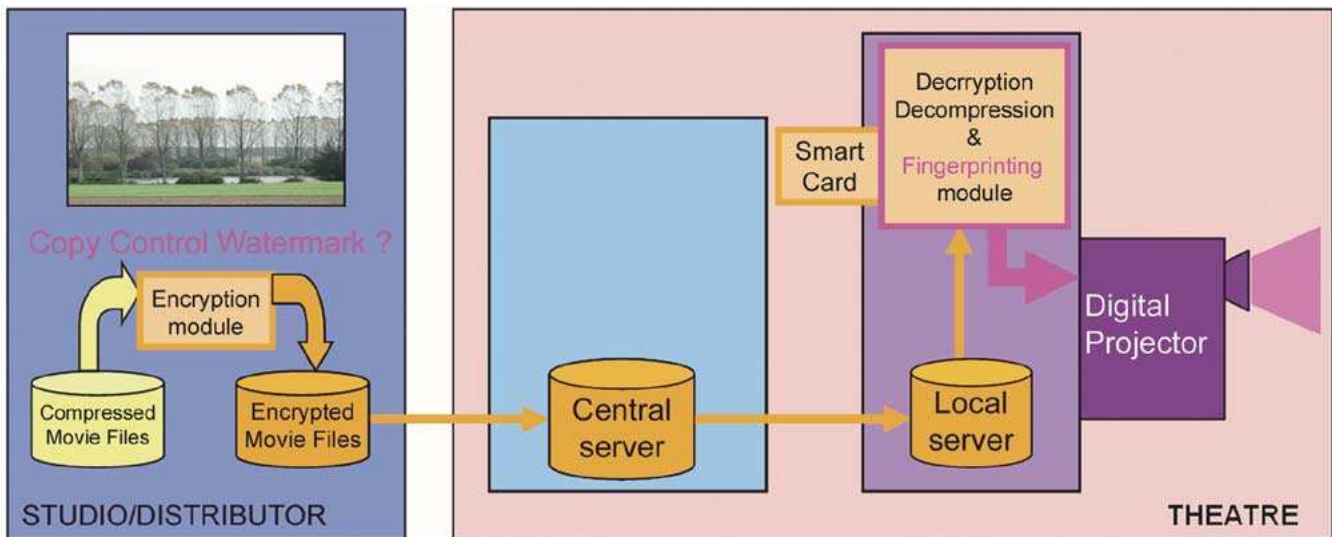 Copy Control Watermark ?
Encryption
module
Compressed
Movie Files
Encrypted
Movie Files
STUDIO/DISTRIBUTOR
Central
server
Smart
Card
Decrryption
Decompression
&
Fingerprinting
module
Local
server
Digital
Projector
THEATRE